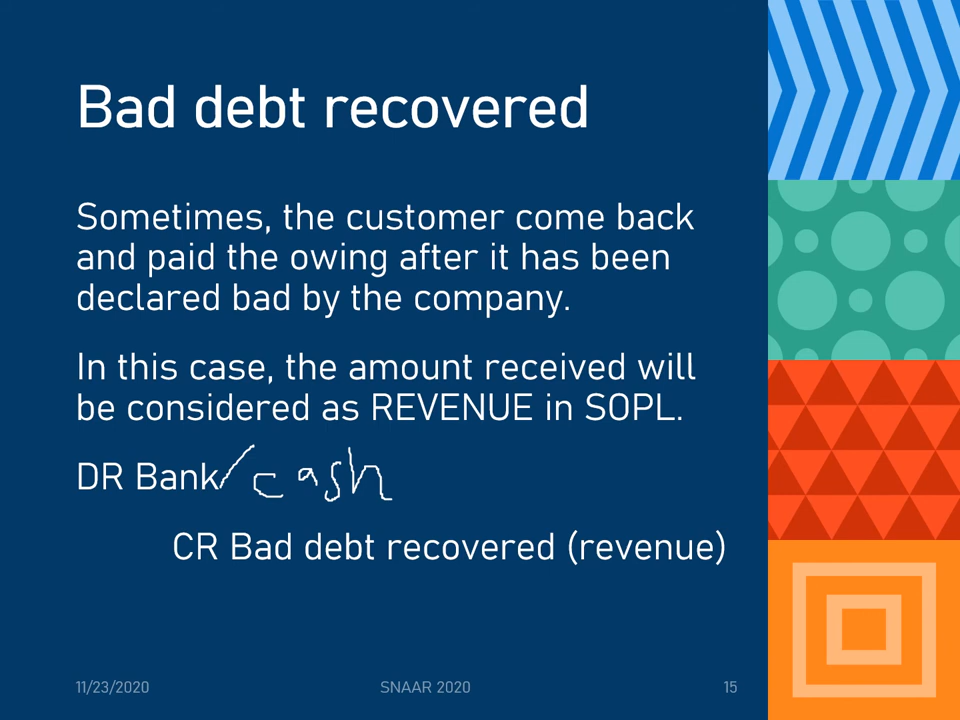 Bad debt recovered
Sometimes, the customer come back
and paid the owing after it has been
declared bad by the company.
In this case, the amount received will
be considered as REVENUE in SOPL.
DR Bank/cash
CR Bad debt recovered (revenue)
11/23/2020 SNAAR 2020 15